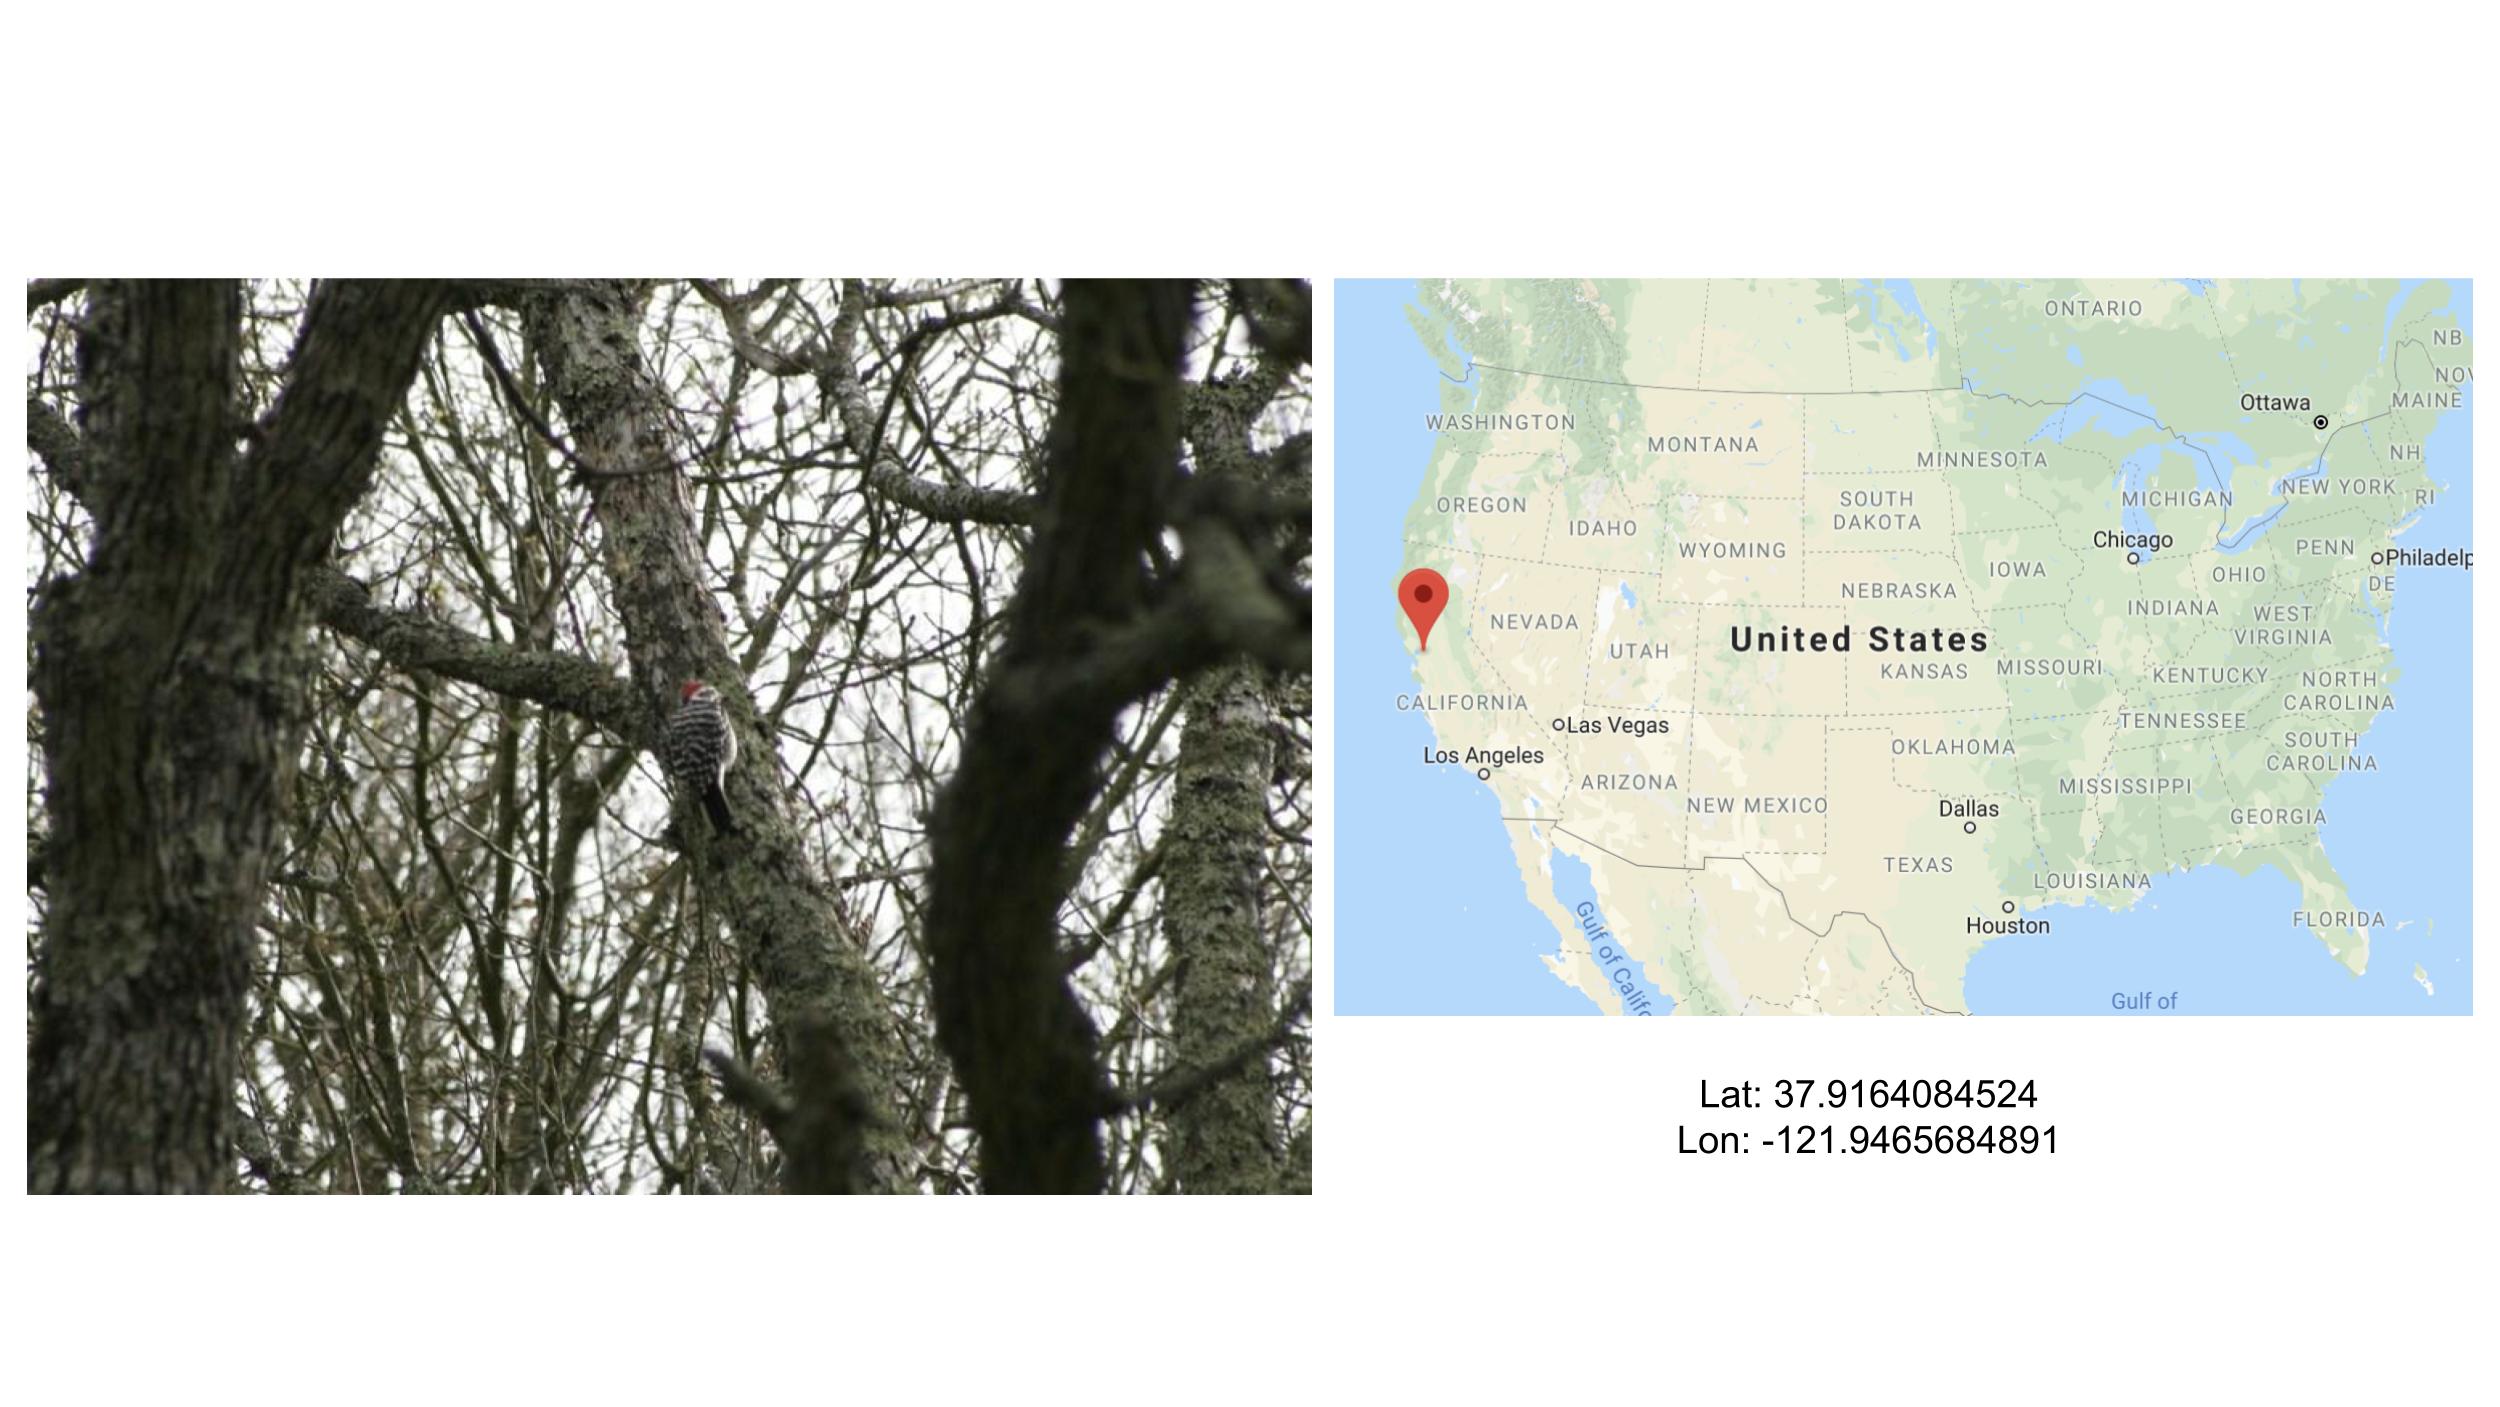 ONTARIO
NB
NOV
MAINE
Ottawa
WASHINGTON
MONTANA
MINNESOTA
NH
OREGON
SOUTH
DAKOTA
MICHIGAN
NEW YORK
RI
IDAHO
WYOMING
Chicago
PENN
Philadelp
IOWA
OHIO
DE
NEBRASKA
INDIANA
WEST
VIRGINIA
NEVADA
United States
UTAH
KANSAS
MISSOURI
KENTUCKY
NORTH
CAROLINA
CALIFORNIA
Las Vegas
TENNESSEE
Los Angeles
OKLAHOMA
SOUTH
CAROLINA
ARIZONA
NEW MEXICO
MISSISSIPPI
Dallas
GEORGIA
TEXAS
LOUISIANA
Houston
FLORIDA
Gulf of Califo
Gulf of
Lat: 37.9164084524
Lon: -121.9465684891